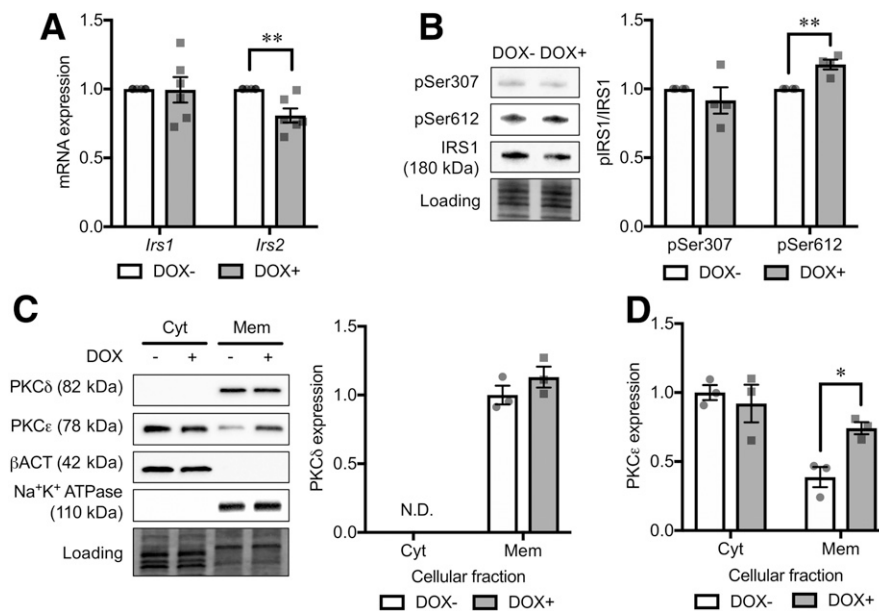 A
mRNA expression
1.5
1.0
0.5
0.0
**
Irs1
Irs2
DOX-
DOX+
B
DOX- DOX+
pSer307
pSer612
IRS1
(180 kDa)
Loading
pIRS1/IRS1
1.5
1.0
0.5
0.0
**
pSer307
pSer612
DOX-
DOX+
C
Cyt
Mem
DOX
-
+
-
+
PKCδ (82 kDa)
PKCε (78 kDa)
βACT (42 kDa)
Na⁺K⁺ ATPase
(110 kDa)
Loading
PKCδ expression
1.5
1.0
0.5
0.0
N.D.
Cyt
Mem
Cellular fraction
DOX-
DOX+
D
PKCε expression
1.5
1.0
0.5
0.0
*
Cyt
Mem
Cellular fraction
DOX-
DOX+